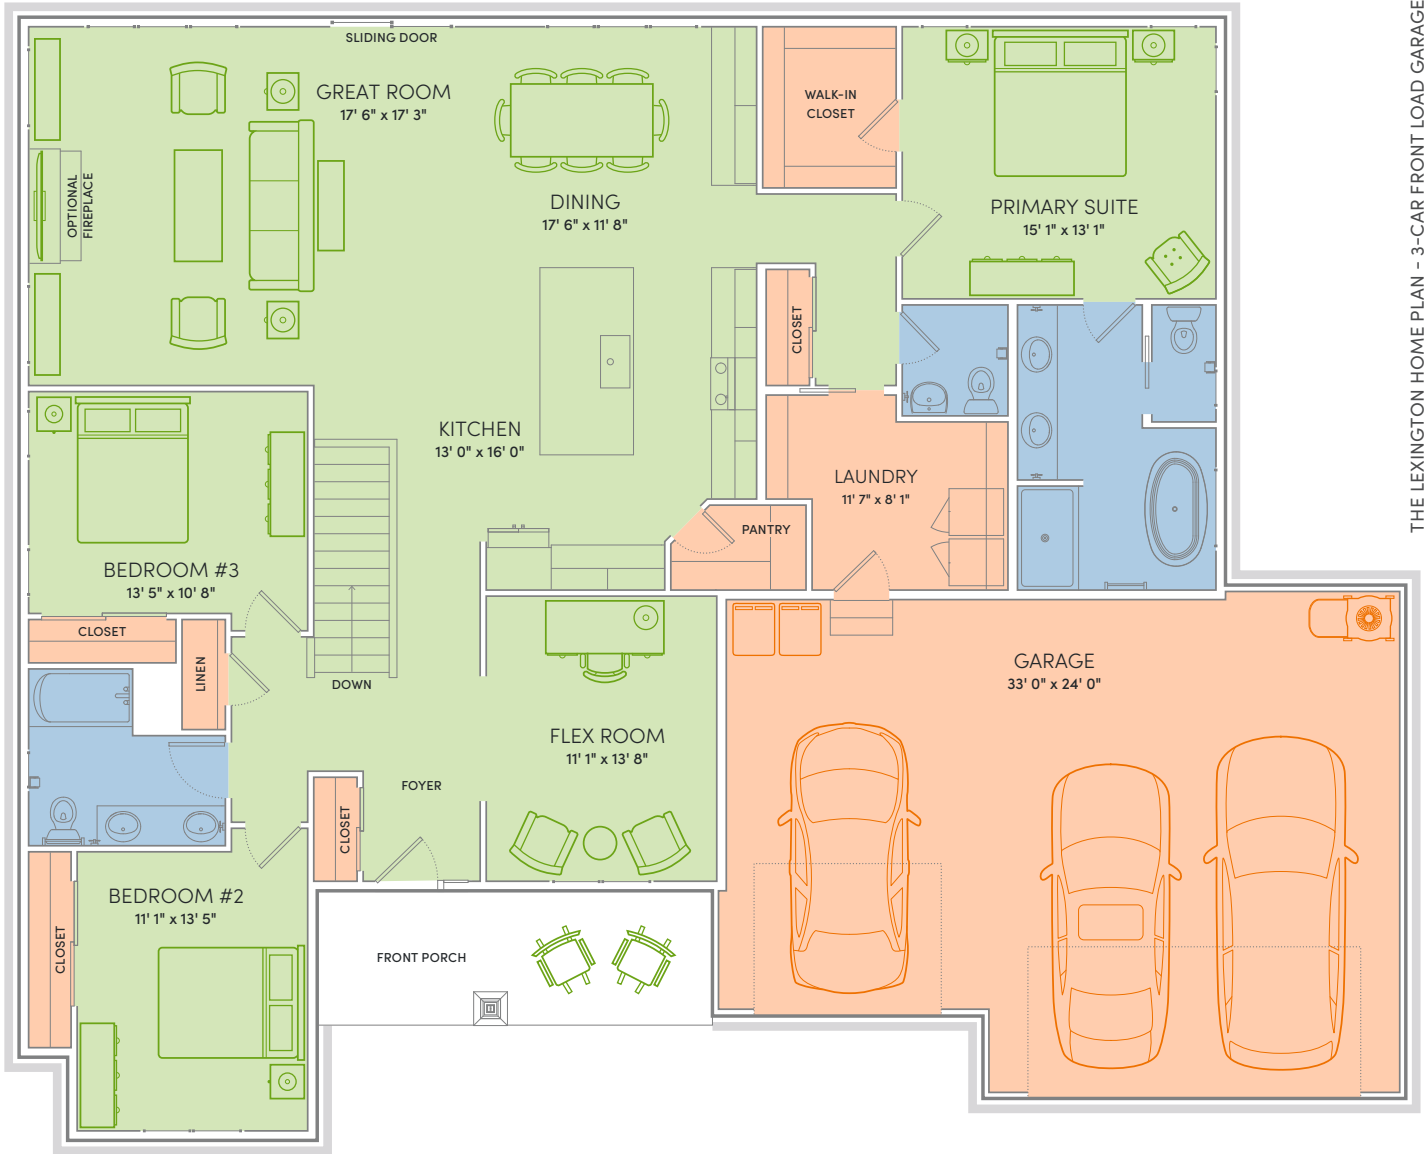 SLIDING DOOR
GREAT ROOM
17' 6" x 17' 3"
OPTIONAL
FIREPLACE
DINING
17' 6" x 11' 8"
WALK-IN
CLOSET
PRIMARY SUITE
15' 1" x 13' 1"
CLOSET
KITCHEN
13' 0" x 16' 0"
LAUNDRY
11' 7" x 8' 1"
PANTRY
BEDROOM #3
13' 5" x 10' 8"
CLOSET
LINEN
DOWN
FLEX ROOM
11' 1" x 13' 8"
GARAGE
33' 0" x 24' 0"
FOYER
CLOSET
BEDROOM #2
11' 1" x 13' 5"
CLOSET
FRONT PORCH
THE LEXINGTON HOME PLAN - 3-CAR FRONT LOAD GARAGE